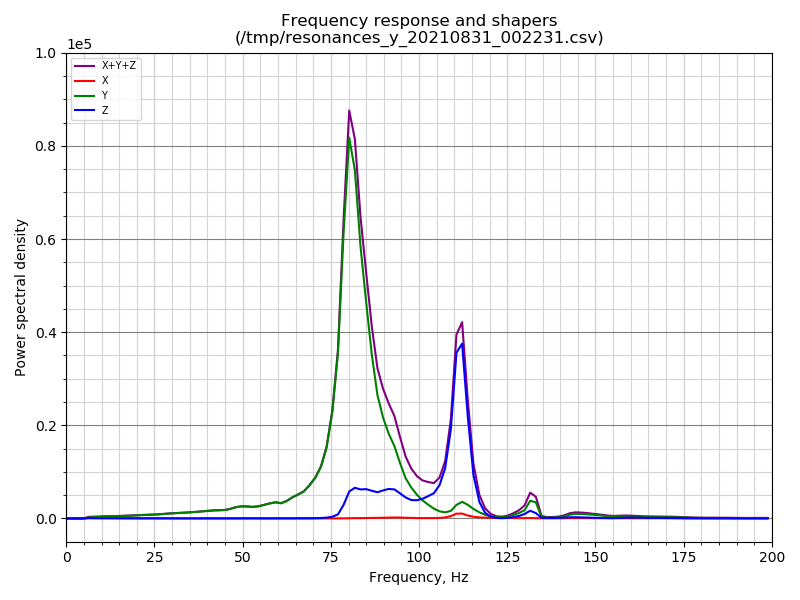 Frequency response and shapers
(/tmp/resonances_y_20210831_002231.csv)
1e5
X+Y+Z
X
Y
Z
1.0
0.8
0.6
0.4
0.2
0.0
Power spectral density
0 25 50 75 100 125 150 175 200
Frequency, Hz